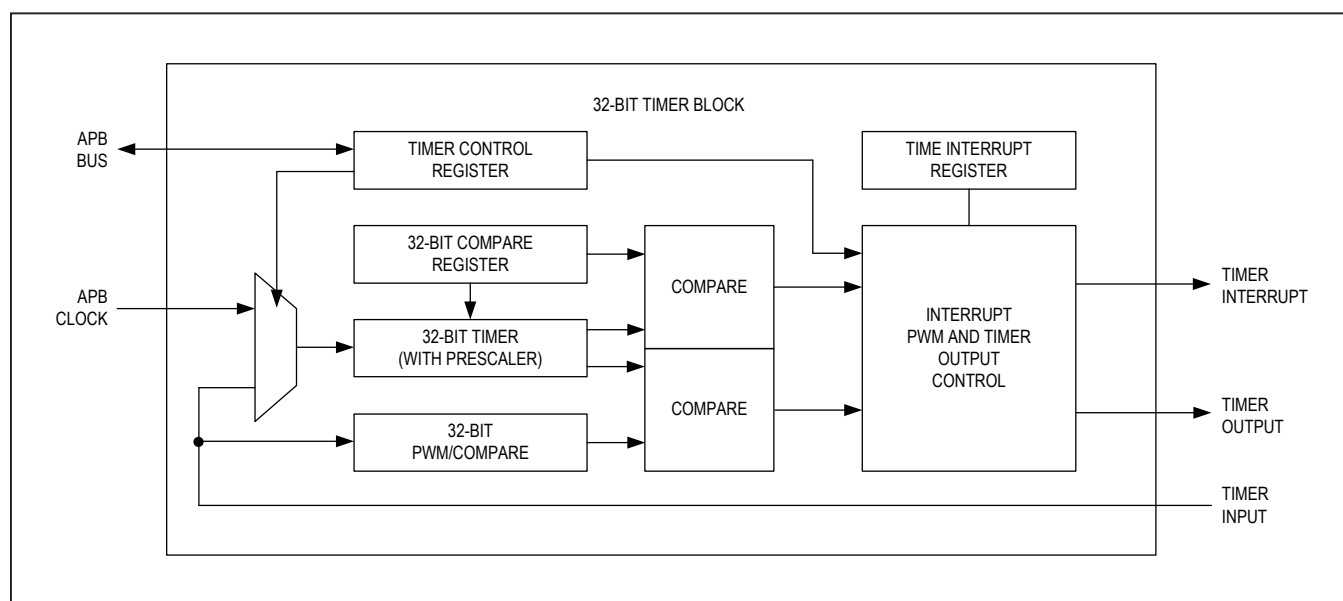 32-BIT TIMER BLOCK
APB
BUS
TIMER CONTROL
REGISTER
TIME INTERRUPT
REGISTER
32-BIT COMPARE
REGISTER
COMPARE
APB
CLOCK
32-BIT TIMER
(WITH PRESCALER)
COMPARE
32-BIT
PWM/COMPARE
INTERRUPT
PWM AND TIMER
OUTPUT
CONTROL
TIMER
INTERRUPT
TIMER
OUTPUT
TIMER
INPUT